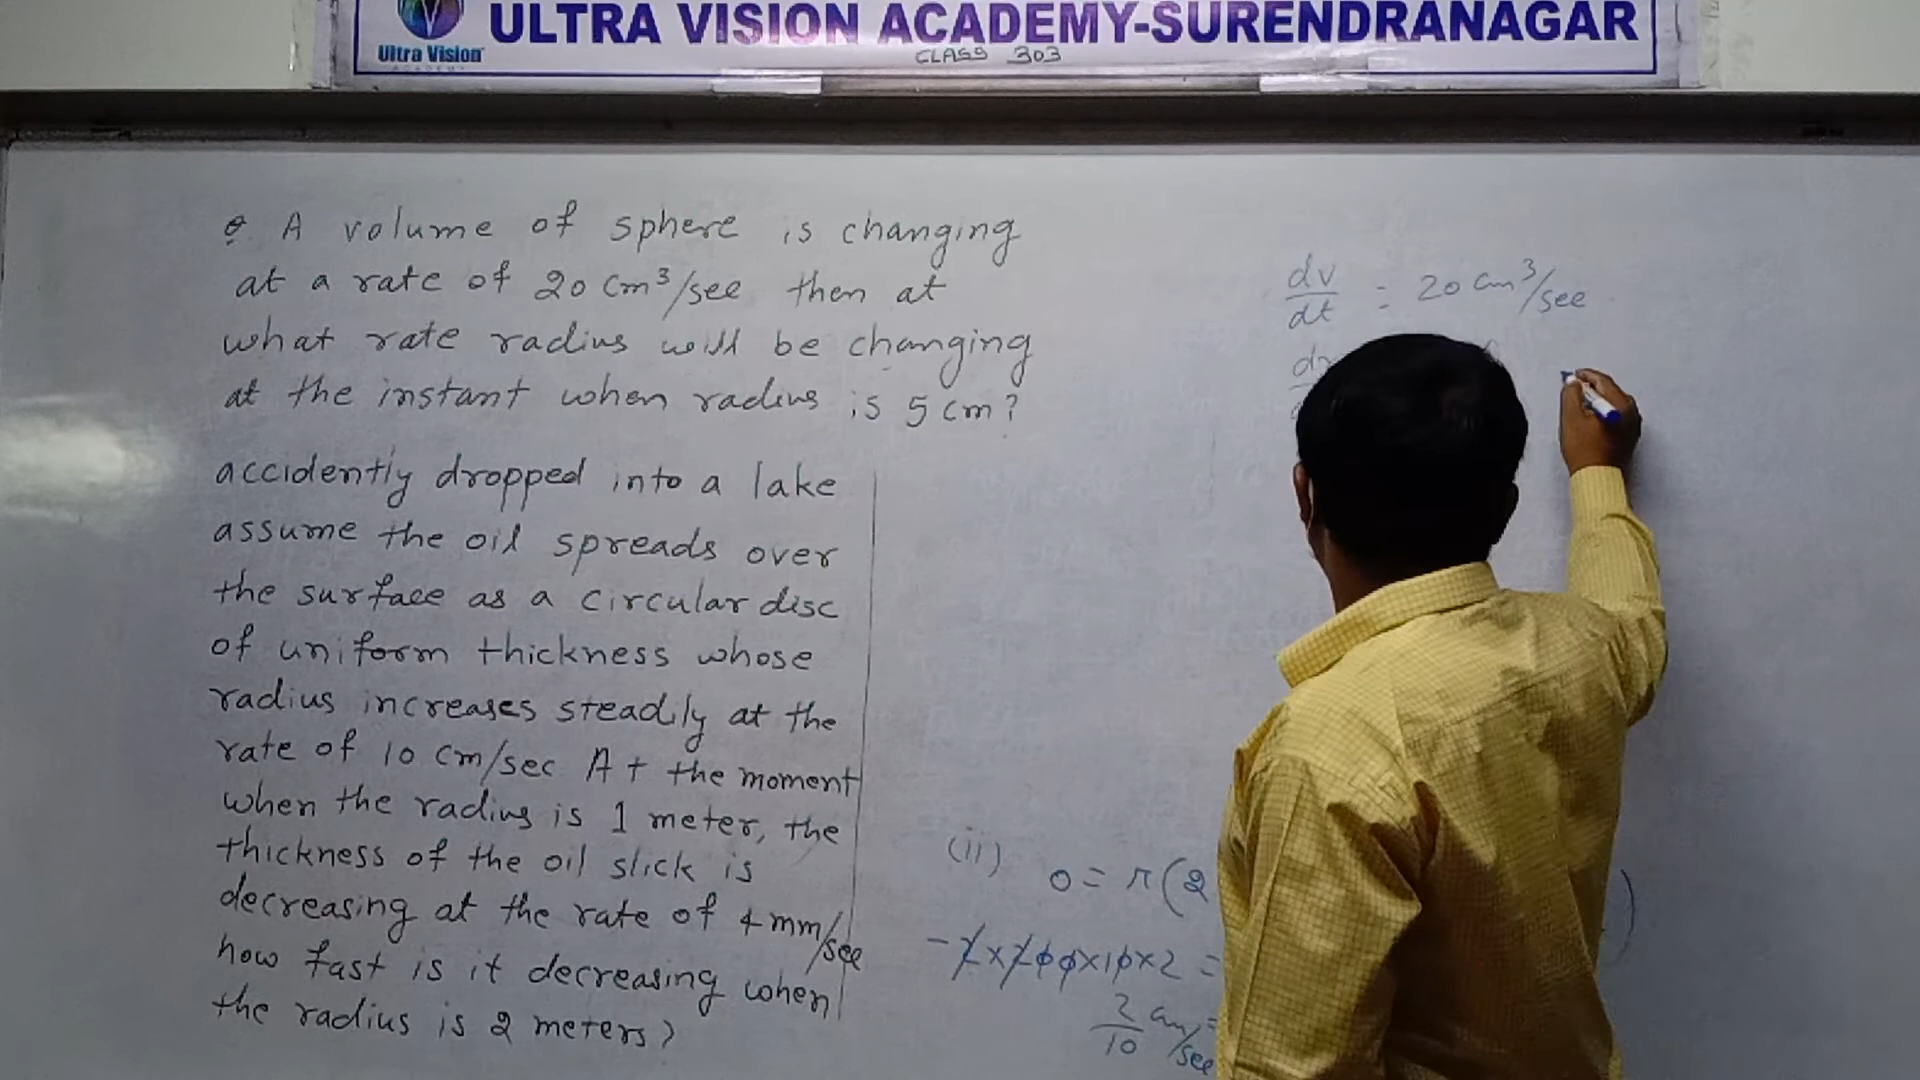 ULTRA VISION ACADEMY-SURENDRANAGAR
Ultra Vision
ACADEMY
CLASS 303
Q. A volume of sphere is changing
at a rate of 20 cm³/sec then at
what rate radius will be changing
at the instant when radius is 5 cm?
accidently dropped into a lake
assume the oil spreads over
the surface as a circular disc
of uniform thickness whose
radius increases steadily at the
rate of 10 cm/sec At the moment
when the radius is 1 meter, the
thickness of the oil slick is
decreasing at the rate of 4 mm/sec
how fast is it decreasing when
the radius is 2 meters?
dv/dt = 20 cm³/sec
(ii) 0 = π(2
)
2/10 cm/sec =